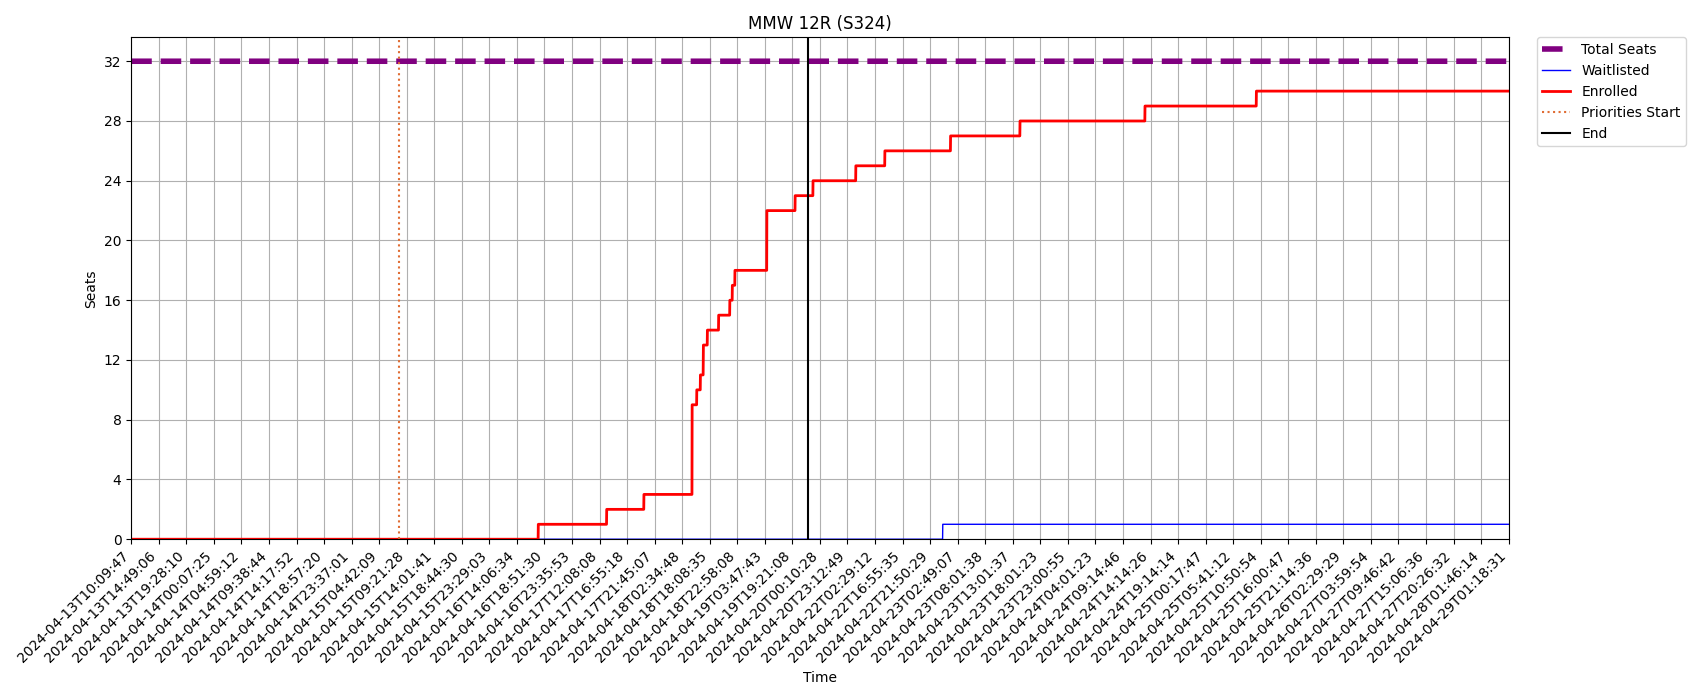 MMW 12R (S324)
Total Seats
Waitlisted
Enrolled
Priorities Start
End
Seats
32
28
24
20
16
12
8
4
0
2024-04-13T10:09:47
2024-04-13T14:49:06
2024-04-13T19:28:10
2024-04-14T00:07:25
2024-04-14T04:59:12
2024-04-14T09:38:44
2024-04-14T14:17:52
2024-04-14T18:57:20
2024-04-14T23:37:01
2024-04-15T04:42:09
2024-04-15T09:21:28
2024-04-15T14:01:41
2024-04-15T18:44:30
2024-04-15T23:29:03
2024-04-16T14:06:34
2024-04-16T18:51:30
2024-04-16T23:35:53
2024-04-17T12:08:08
2024-04-17T16:55:18
2024-04-17T21:45:07
2024-04-18T02:34:48
2024-04-18T18:08:35
2024-04-18T22:58:08
2024-04-19T03:47:43
2024-04-19T19:21:08
2024-04-20T00:10:28
2024-04-20T23:12:49
2024-04-22T02:29:12
2024-04-22T16:55:35
2024-04-22T21:50:29
2024-04-23T02:49:07
2024-04-23T08:01:38
2024-04-23T13:01:37
2024-04-23T18:01:23
2024-04-23T23:00:55
2024-04-24T04:01:23
2024-04-24T09:14:46
2024-04-24T14:14:26
2024-04-24T19:14:14
2024-04-25T00:17:47
2024-04-25T05:41:12
2024-04-25T10:50:54
2024-04-25T16:00:47
2024-04-25T21:14:36
2024-04-26T02:29:29
2024-04-27T03:59:54
2024-04-27T09:46:42
2024-04-27T15:06:36
2024-04-27T20:26:32
2024-04-28T01:46:14
2024-04-29T01:18:31
Time